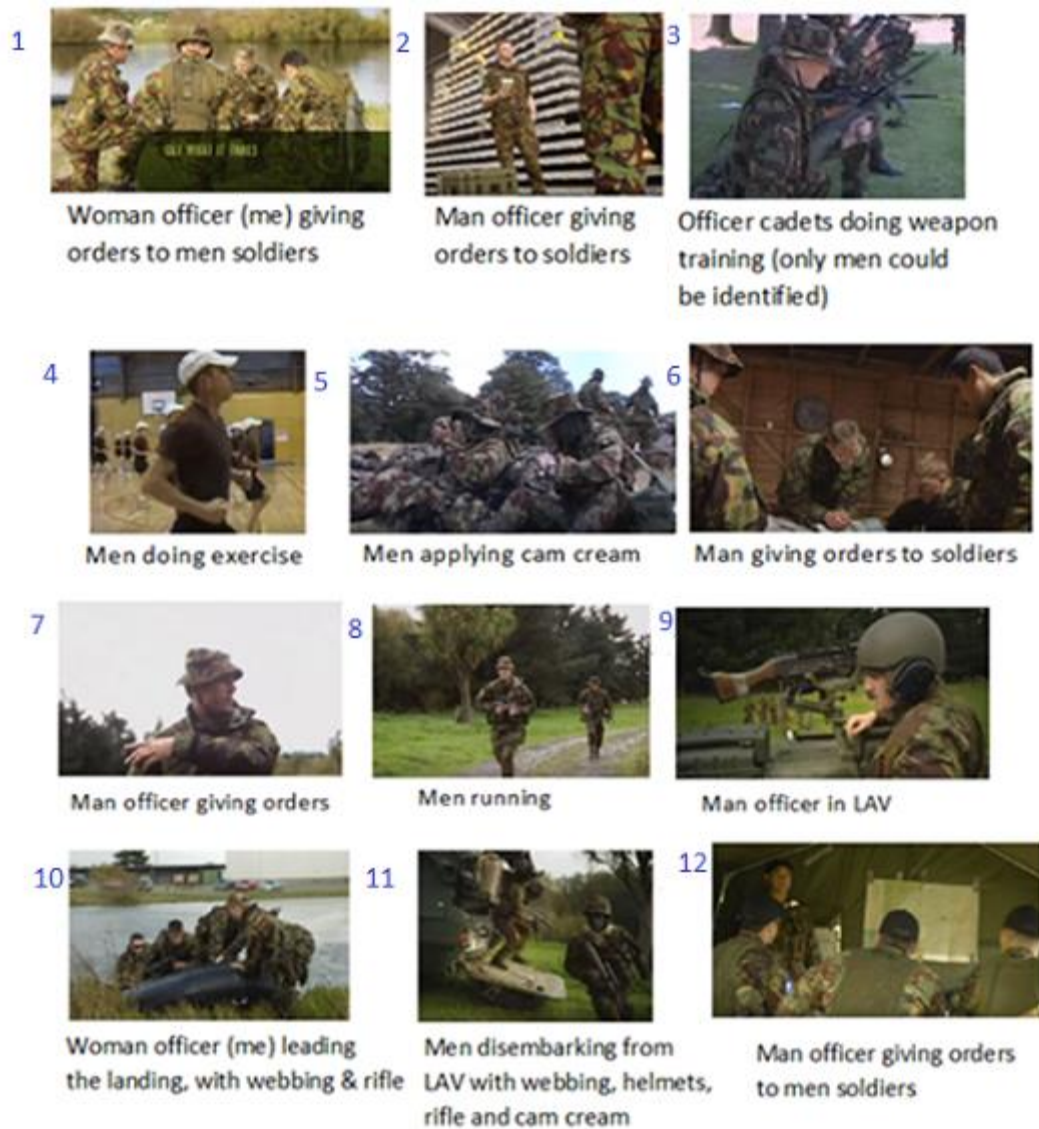 1
2
3
Woman officer (me) giving
orders to men soldiers
Man officer giving
orders to soldiers
Officer cadets doing weapon
training (only men could
be identified)
4
5
6
Men doing exercise
Men applying cam cream
Man giving orders to soldiers
7
8
9
Man officer giving orders
Men running
Man officer in LAV
10
11
12
Woman officer (me) leading
the landing, with webbing & rifle
Men disembarking from
LAV with webbing, helmets,
rifle and cam cream
Man officer giving orders
to men soldiers